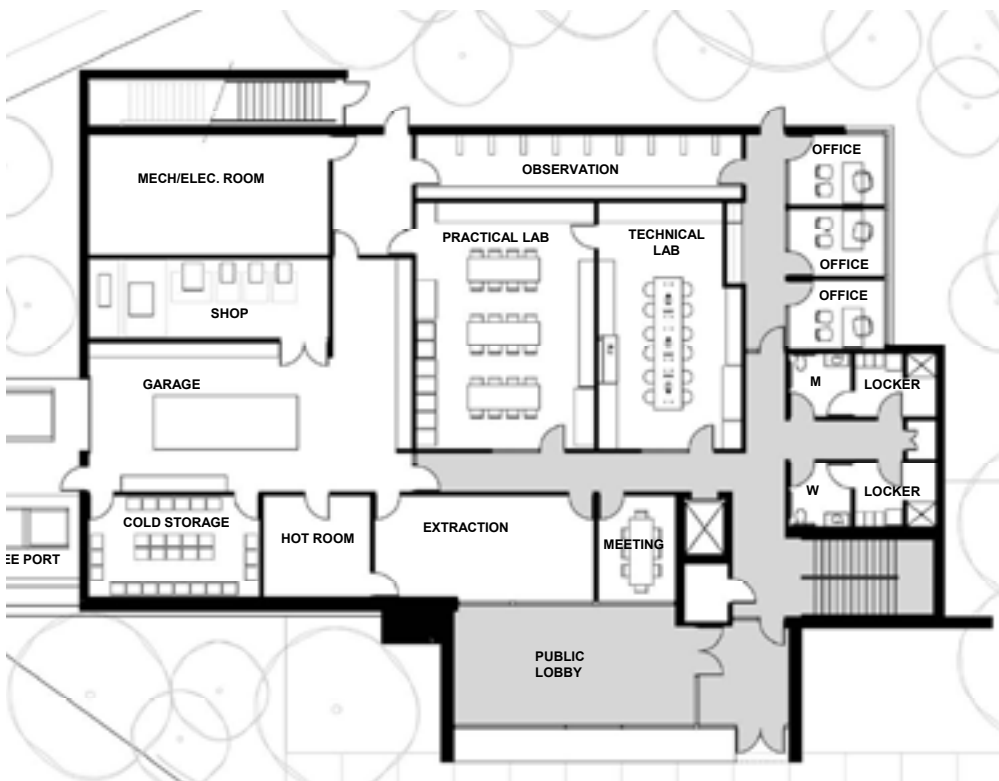 OFFICE
MECH/ELEC. ROOM
OBSERVATION
PRACTICAL LAB
TECHNICAL
LAB
OFFICE
OFFICE
SHOP
GARAGE
M
LOCKER
W
LOCKER
COLD STORAGE
EXTRACTION
HOT ROOM
MEETING
EE PORT
PUBLIC
LOBBY